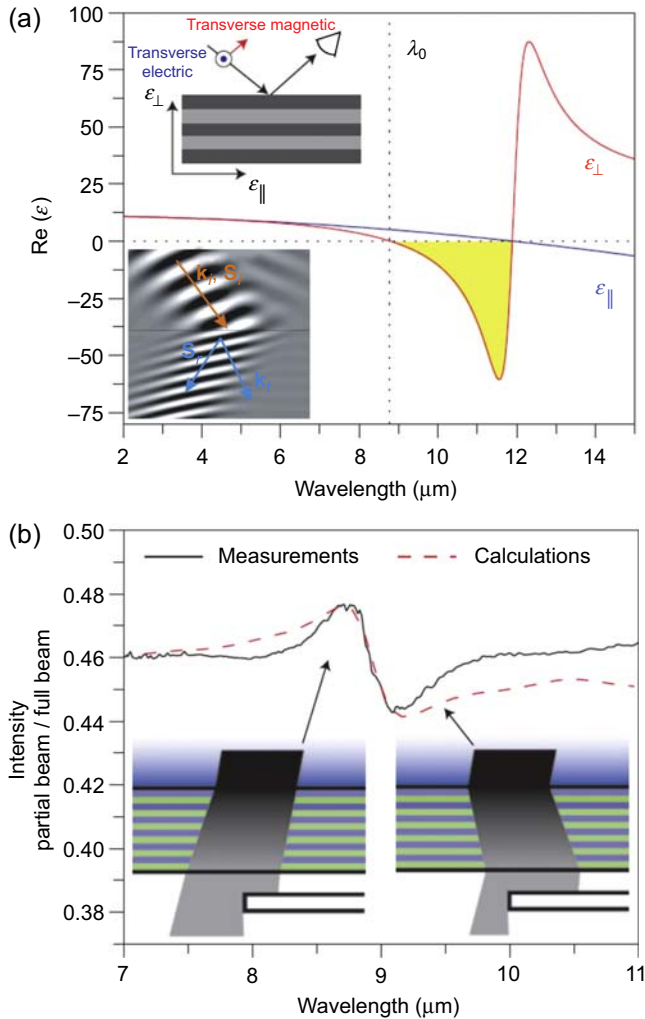 (a)
100
75
50
25
0
−25
−50
−75
Re (ε)
Transverse magnetic
Transverse
electric
λ₀
ε⊥
ε∥
ε⊥
ε∥
kᵢ, Sᵢ
Sᵣ
kᵣ
2 4 6 8 10 12 14
Wavelength (μm)
(b)
0.50
0.48
0.46
0.44
0.42
0.40
0.38
Intensity
partial beam / full beam
Measurements
Calculations
7 8 9 10 11
Wavelength (μm)